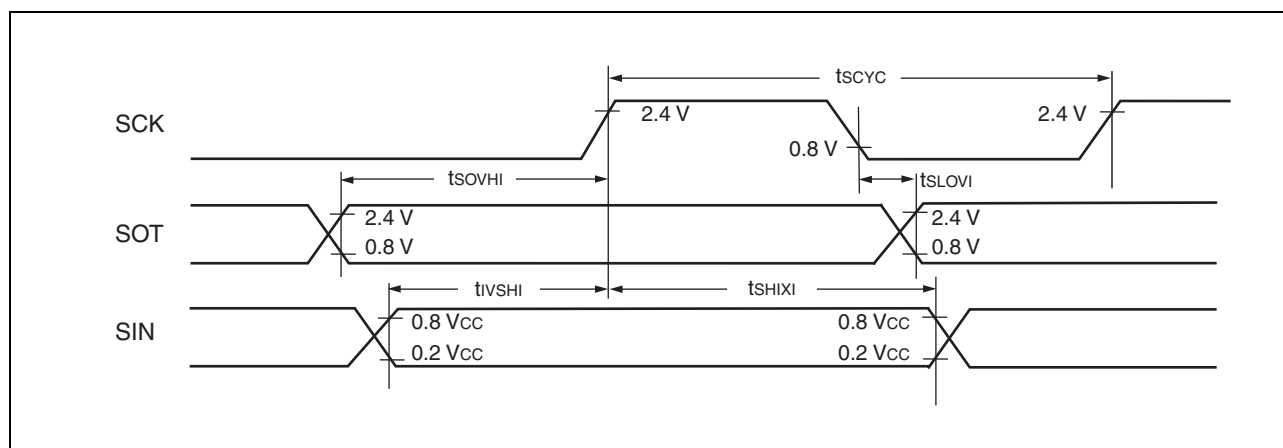 tSCYC
SCK
2.4 V
2.4 V
0.8 V
tSOVHI
tSLOVI
SOT
2.4 V
2.4 V
0.8 V
0.8 V
tIVSHI
tSHIXI
SIN
0.8 VCC
0.8 VCC
0.2 VCC
0.2 VCC